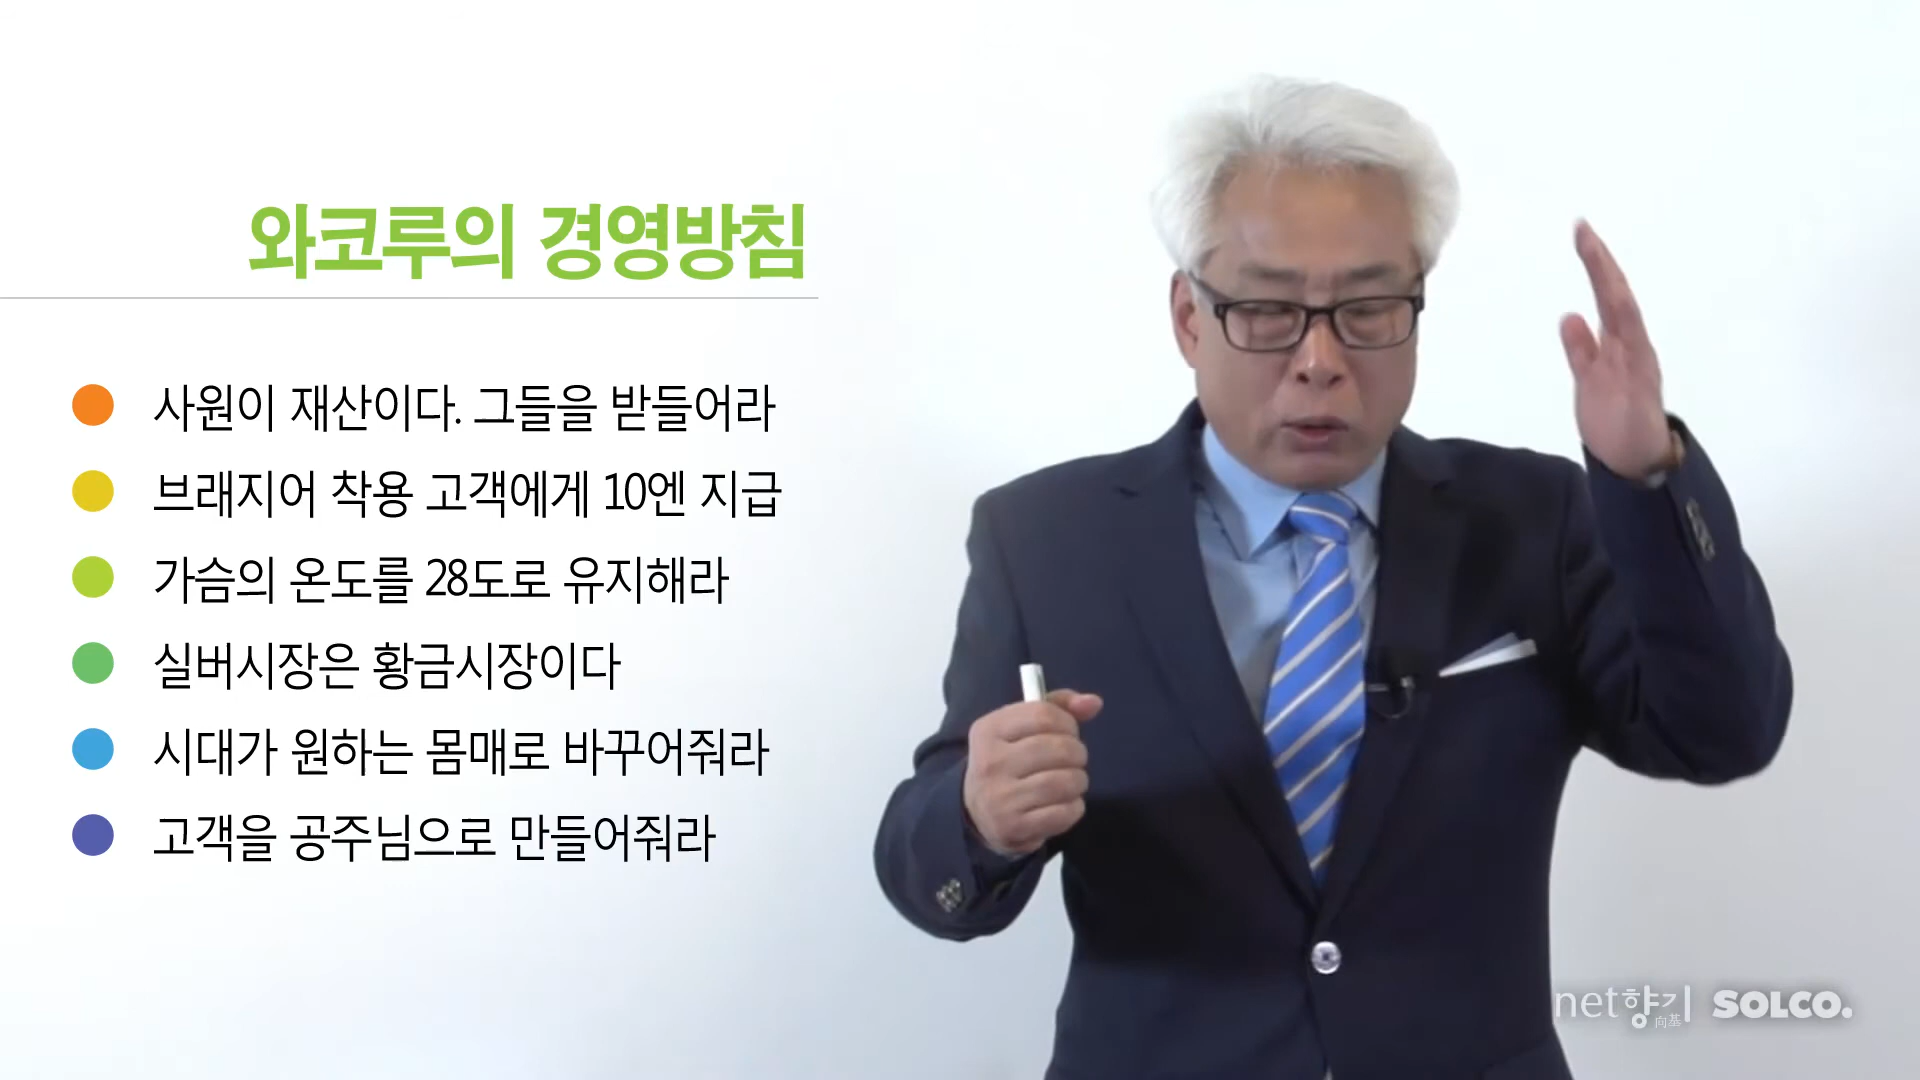 와코루의 경영방침
사원이 재산이다. 그들을 받들어라
브래지어 착용 고객에게 10엔 지급
가슴의 온도를 28도로 유지해라
실버시장은 황금시장이다
시대가 원하는 몸매로 바꾸어줘라
고객을 공주님으로 만들어줘라
net향기 SOLCO.
向基